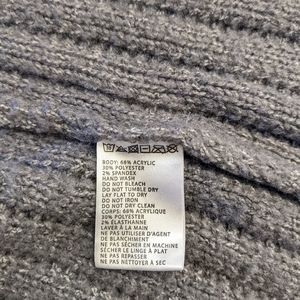 BODY: 68% ACRYLIC
30% POLYESTER
2% SPANDEX
HAND WASH
DO NOT BLEACH
DO NOT TUMBLE DRY
LAY FLAT TO DRY
DO NOT IRON
DO NOT DRY CLEAN
CORPS: 68% ACRYLIQUE
30% POLYESTER
2% ÉLASTHANNE
LAVER À LA MAIN
NE PAS UTILISER D'AGENT
DE BLANCHIMENT
NE PAS SÉCHER EN MACHINE
SÉCHER LE LINGE À PLAT
NE PAS REPASSER
NE PAS NETTOYER À SEC